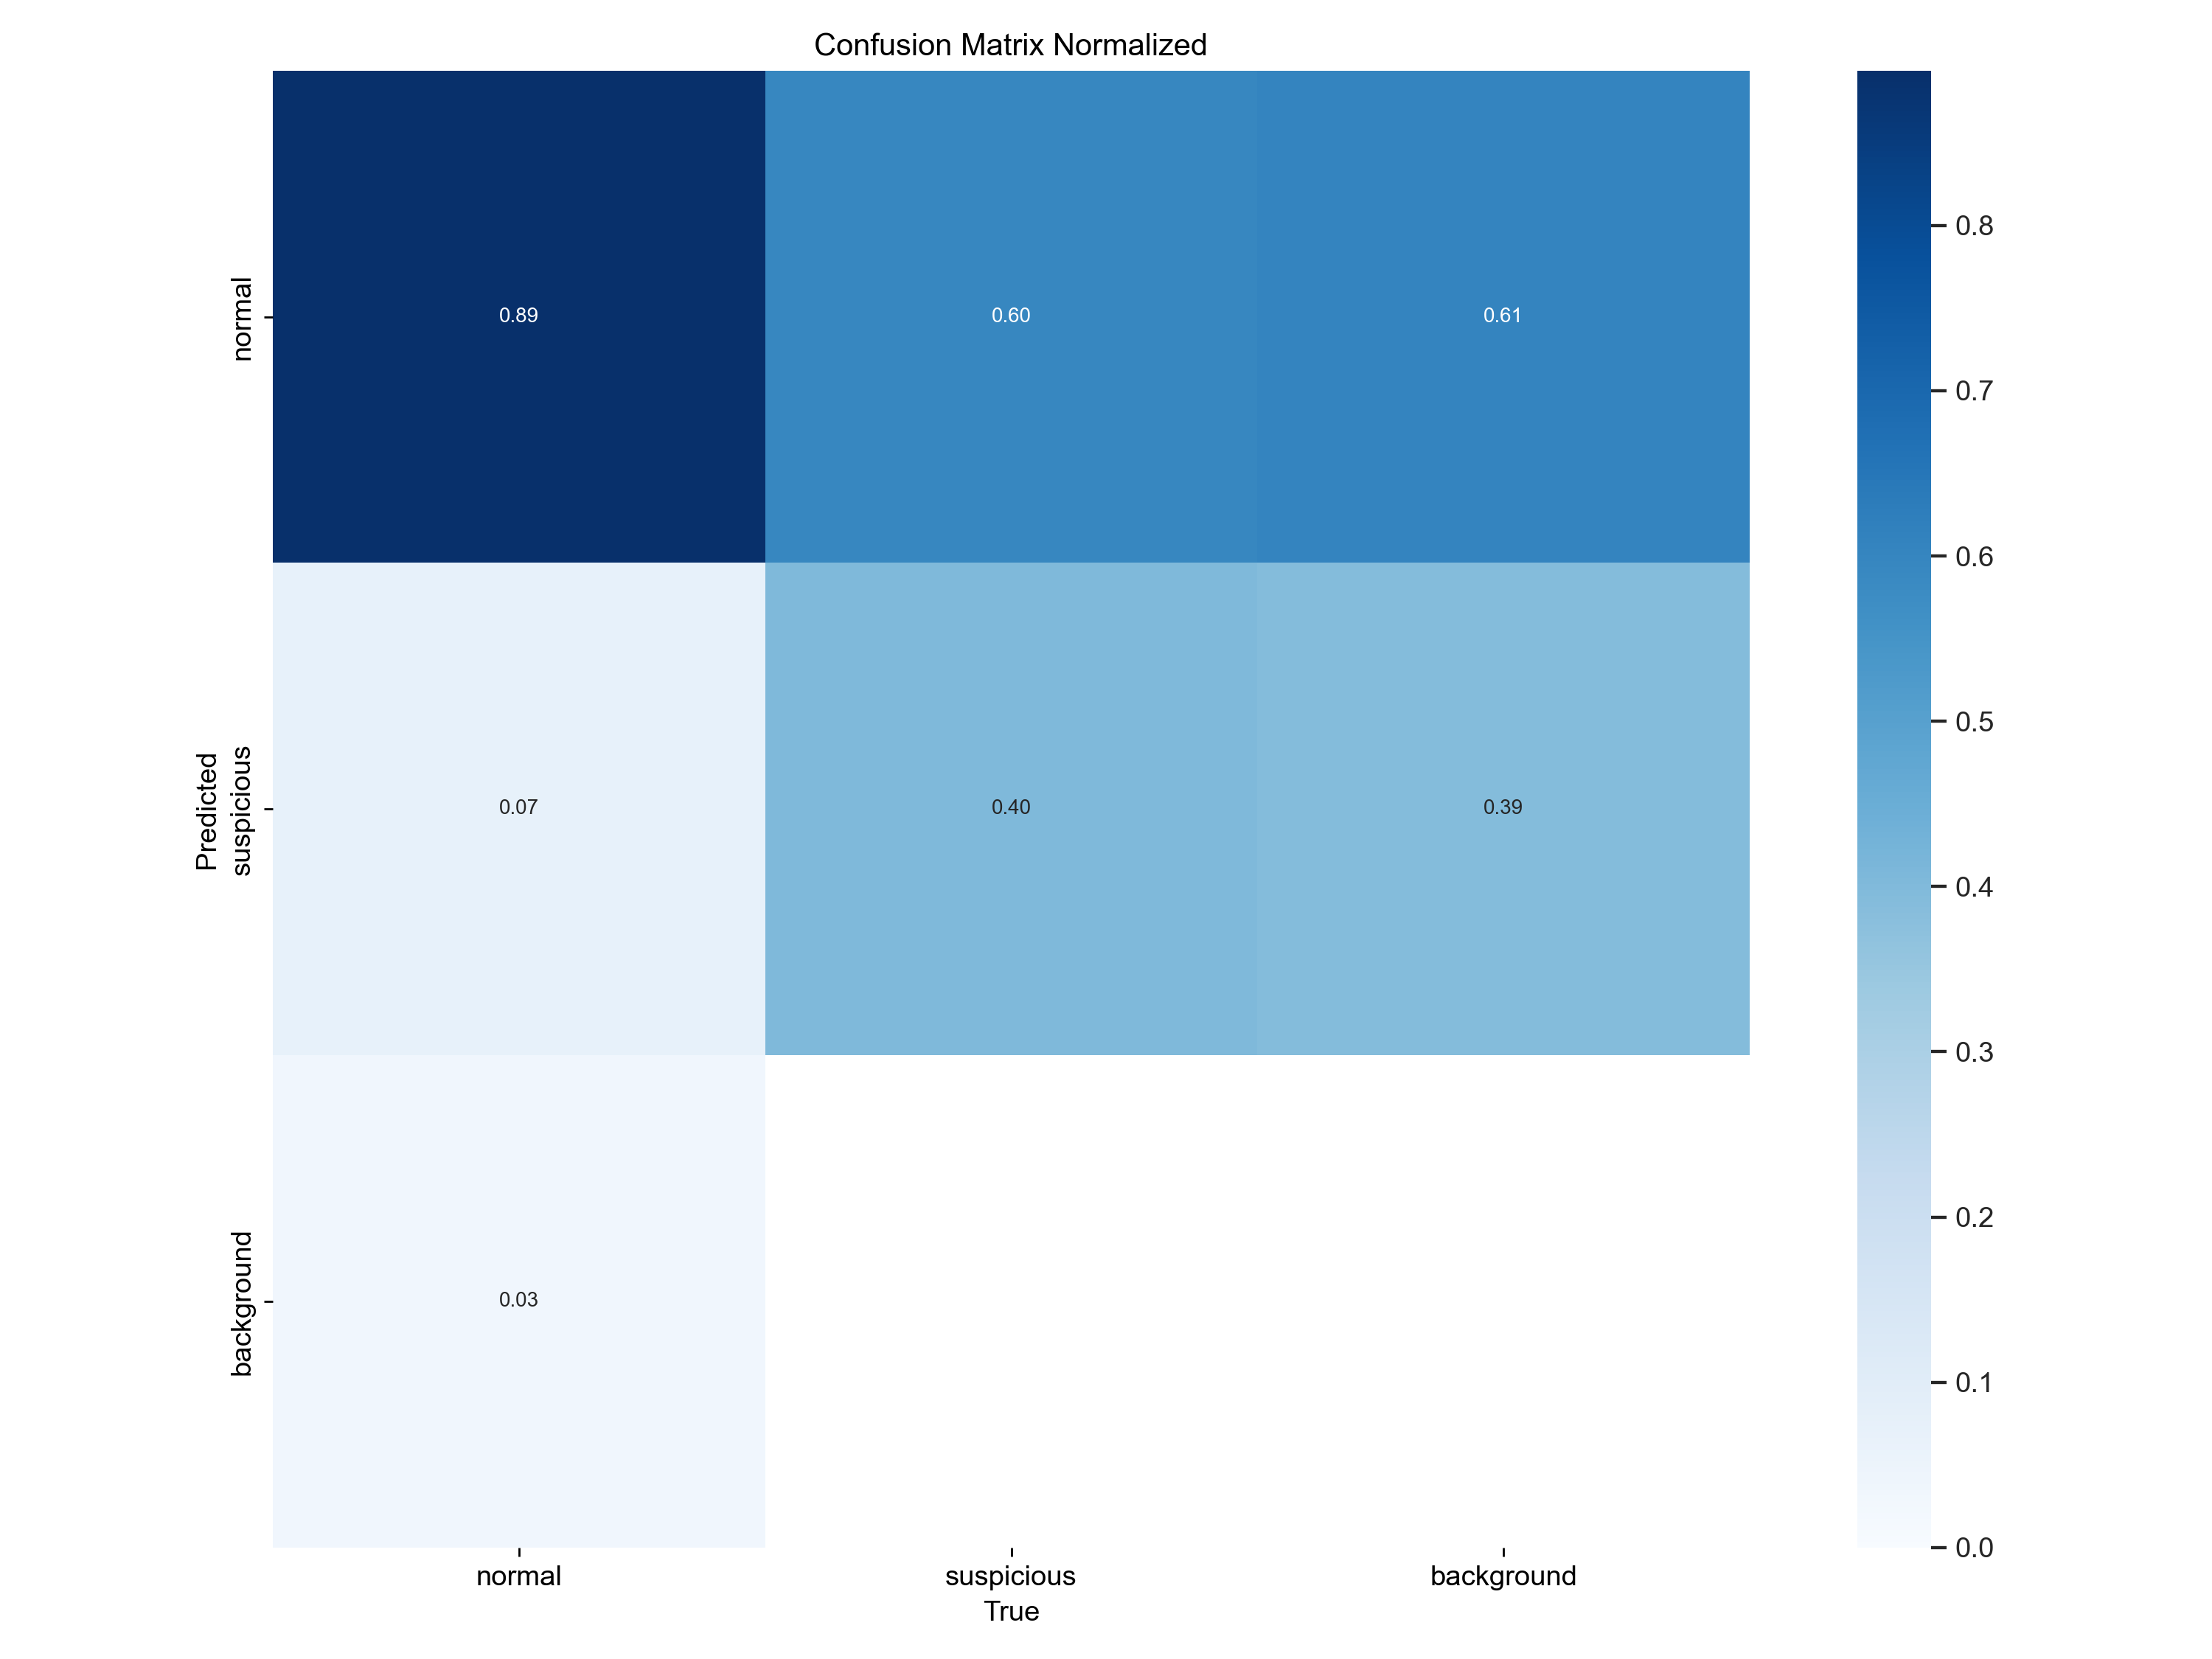 Confusion Matrix Normalized
normal
0.89
0.60
0.61
Predicted
suspicious
0.07
0.40
0.39
background
0.03
normal
suspicious
background
True
0.8
0.7
0.6
0.5
0.4
0.3
0.2
0.1
0.0